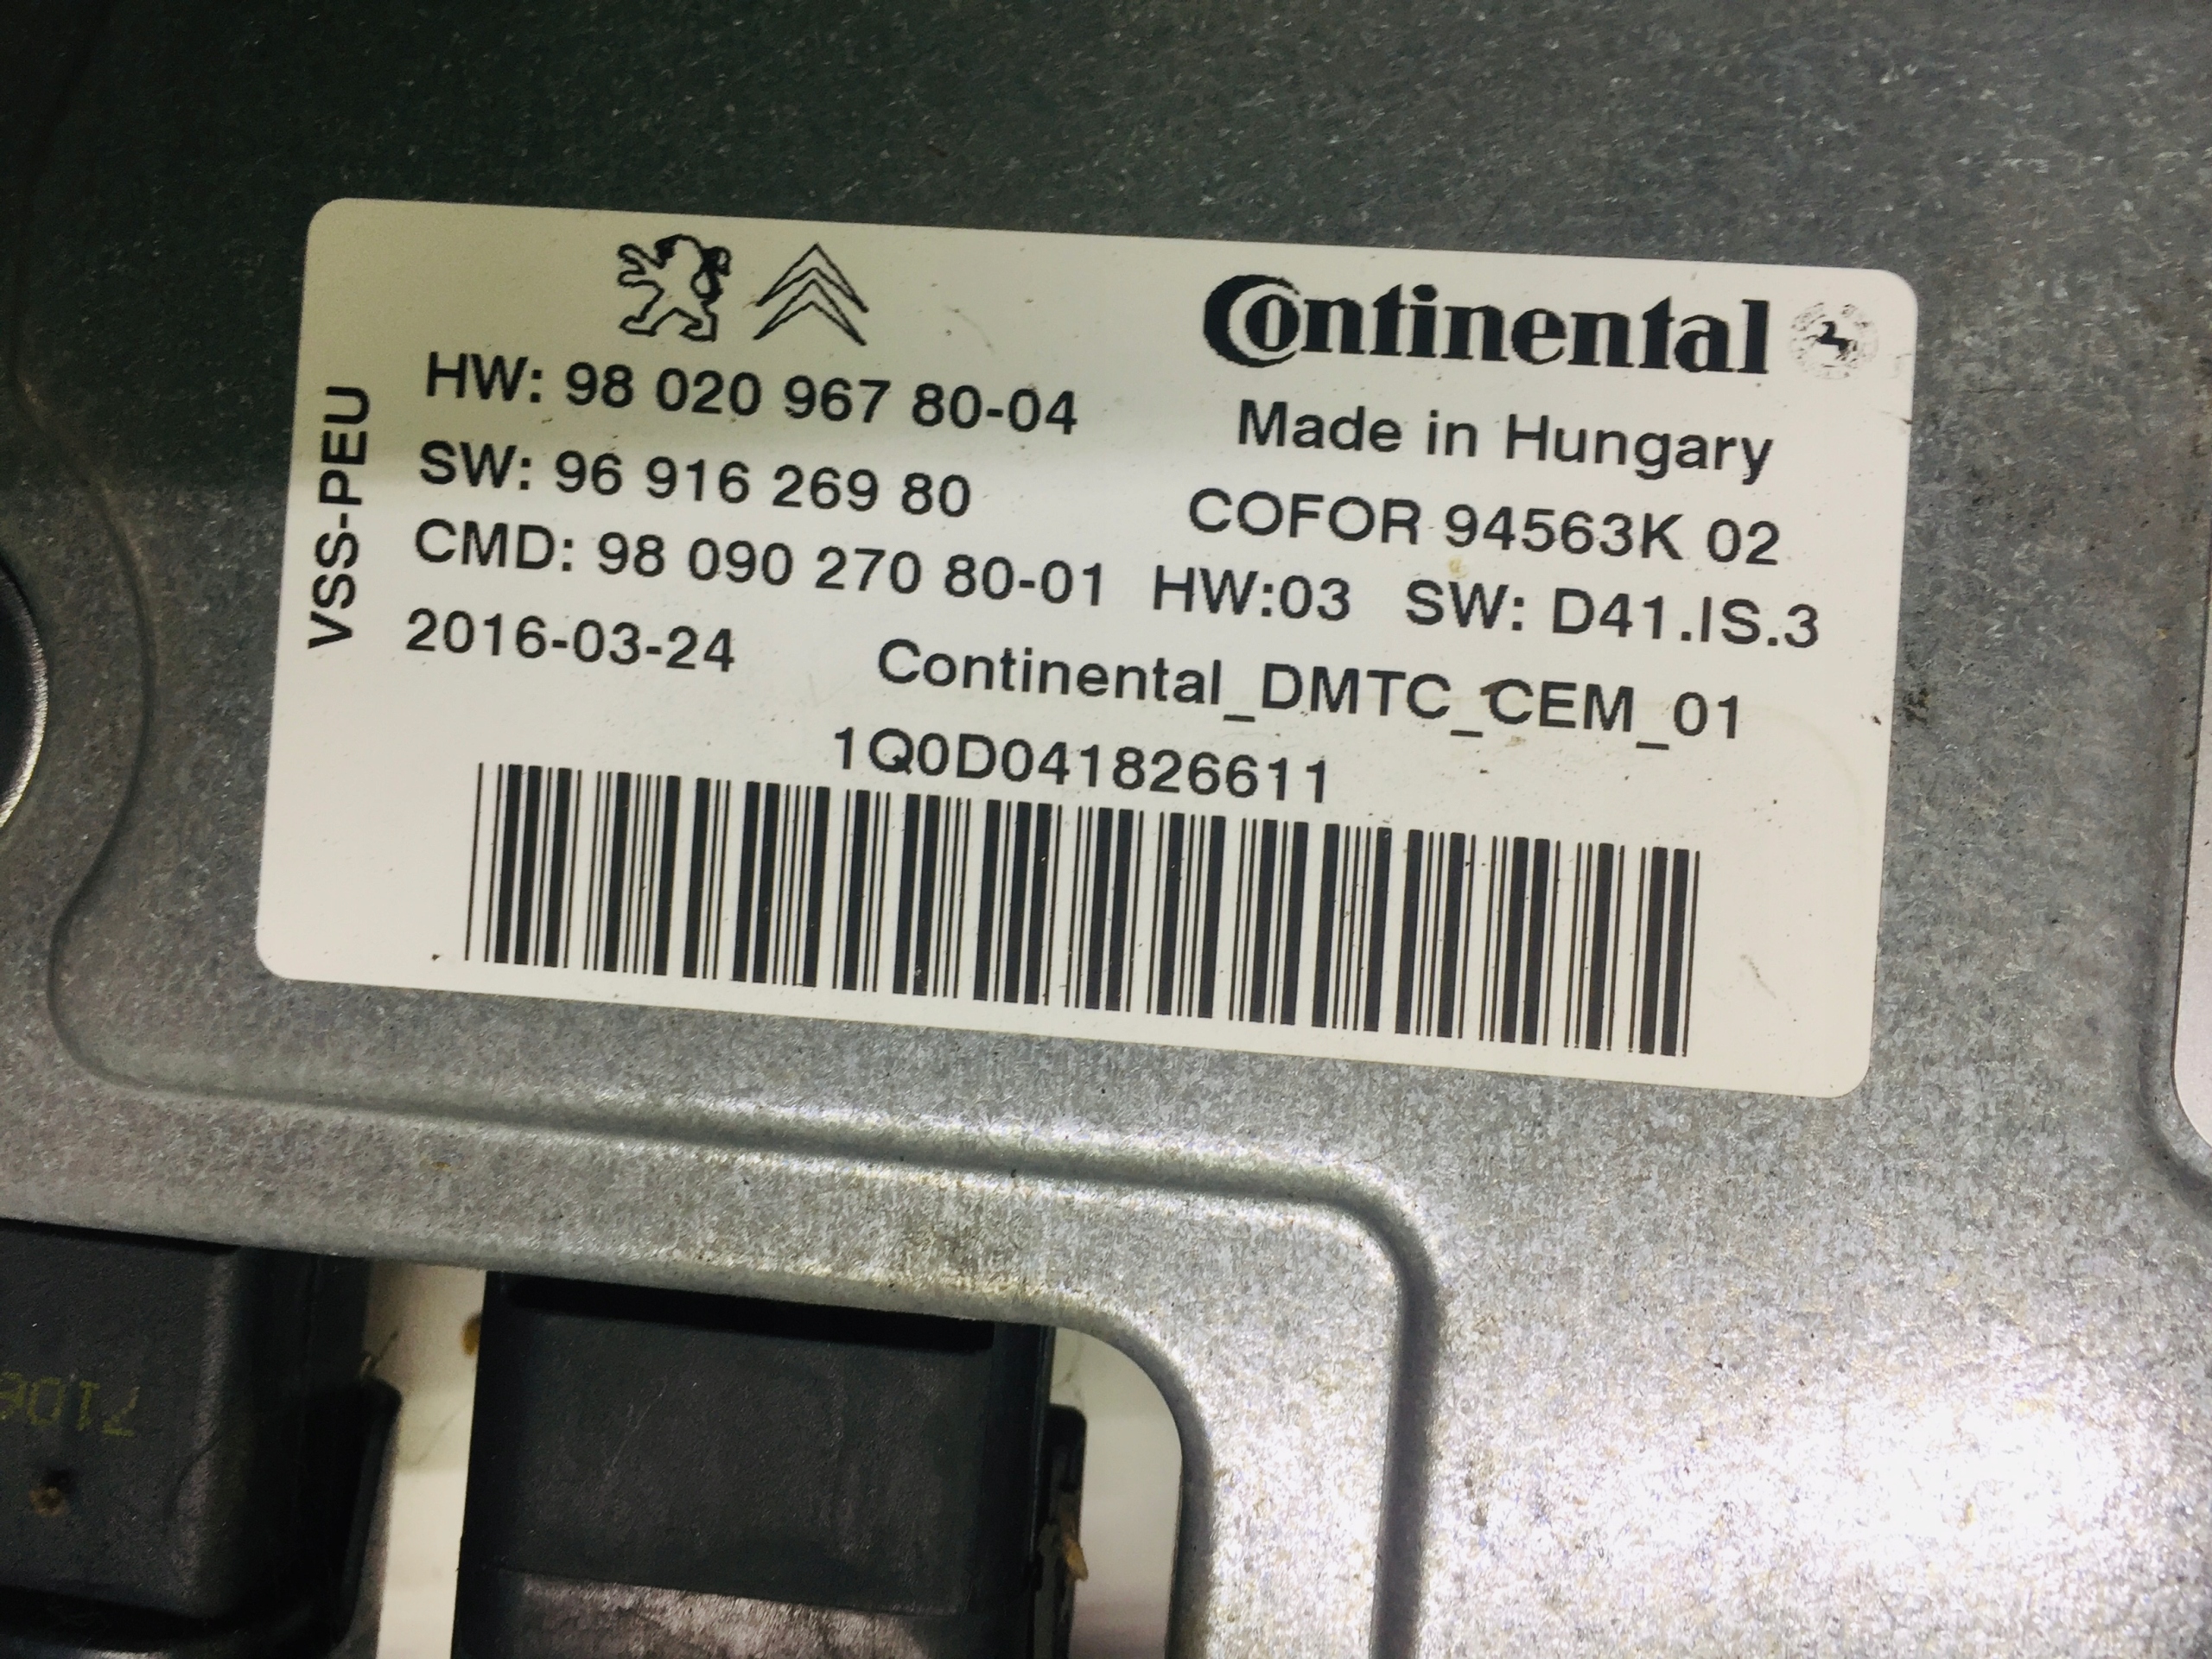 Continental
HW: 98 020 967 80-04
Made in Hungary
SW: 96 916 269 80
COFOR 94563K 02
CMD: 98 090 270 80-01 HW:03 SW: D41.IS.3
2016-03-24 Continental_DMTC_CEM_01
1Q0D041826611
VSS-PEU